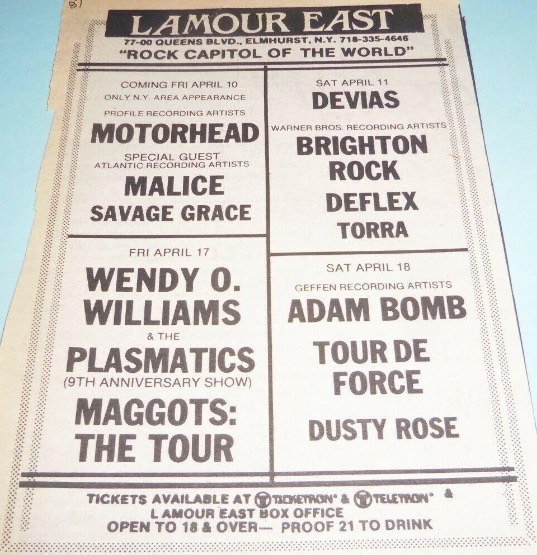 LAMOUR EAST
77-00 QUEENS BLVD., ELMHURST, N.Y. 718-335-4646
"ROCK CAPITOL OF THE WORLD"
COMING FRI APRIL 10
ONLY N.Y. AREA APPEARANCE
PROFILE RECORDING ARTISTS
MOTORHEAD
SPECIAL GUEST
ATLANTIC RECORDING ARTISTS
MALICE
SAVAGE GRACE
SAT APRIL 11
DEVIAS
WARNER BROS. RECORDING ARTISTS
BRIGHTON
ROCK
DEFLEX
TORRA
FRI APRIL 17
WENDY O.
WILLIAMS
& THE
PLASMATICS
(9TH ANNIVERSARY SHOW)
MAGGOTS:
THE TOUR
SAT APRIL 18
GEFFEN RECORDING ARTISTS
ADAM BOMB
TOUR DE
FORCE
DUSTY ROSE
TICKETS AVAILABLE AT TICKETRON® & TELETRON® &
LAMOUR EAST BOX OFFICE
OPEN TO 18 & OVER— PROOF 21 TO DRINK